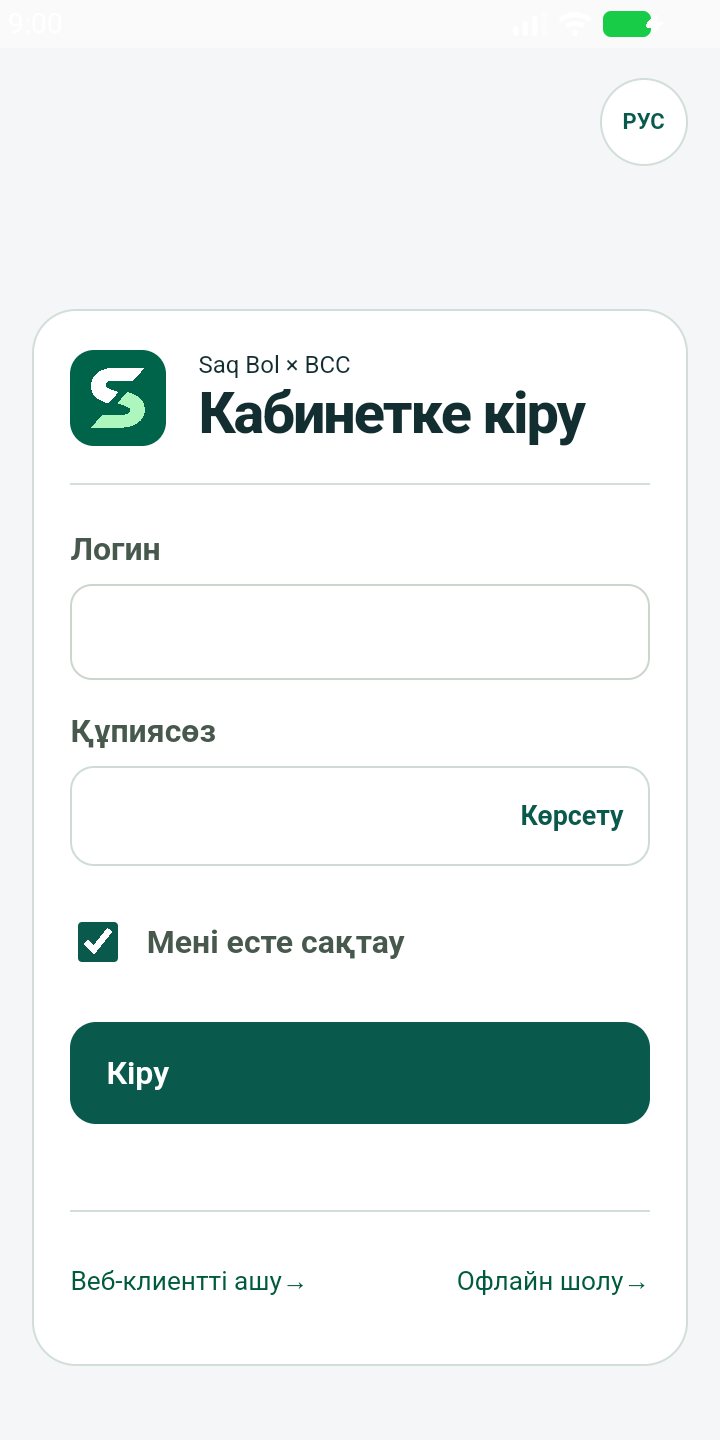 9:00
РУС
Saq Bol × BCC
Кабинетке кіру
Логин
Құпиясөз
Көрсету
Мені есте сақтау
Кіру
Веб-клиентті ашу→
Офлайн шолу→